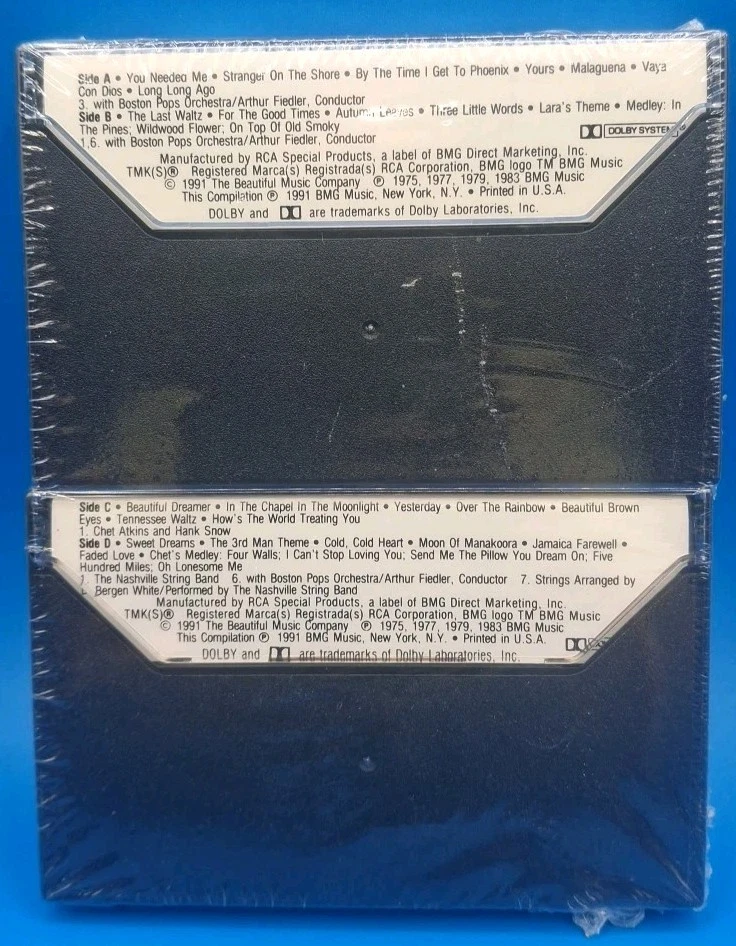 Side A • You Needed Me • Stranger On The Shore • By The Time I Get To Phoenix • Yours • Malaguena • Vaya
Con Dios • Long Long Ago
3. with Boston Pops Orchestra/Arthur Fiedler, Conductor
Side B • The Last Waltz • For The Good Times • Autumn Leaves • Three Little Words • Lara's Theme • Medley: In
The Pines; Wildwood Flower; On Top Of Old Smoky
1,6. with Boston Pops Orchestra/Arthur Fiedler, Conductor
DOLBY SYSTEM
Manufactured by RCA Special Products, a label of BMG Direct Marketing, Inc.
TMK(S)® Registered Marca(s) Registrada(s) RCA Corporation, BMG logo TM BMG Music
© 1991 The Beautiful Music Company ℗ 1975, 1977, 1979, 1983 BMG Music
This Compilation ℗ 1991 BMG Music, New York, N.Y. • Printed in U.S.A.
DOLBY and are trademarks of Dolby Laboratories, Inc.
Side C • Beautiful Dreamer • In The Chapel In The Moonlight • Yesterday • Over The Rainbow • Beautiful Brown
Eyes • Tennessee Waltz • How's The World Treating You
1. Chet Atkins and Hank Snow
Side D • Sweet Dreams • The 3rd Man Theme • Cold, Cold Heart • Moon Of Manakoora • Jamaica Farewell •
Faded Love • Chet's Medley: Four Walls; I Can't Stop Loving You; Send Me The Pillow You Dream On; Five
Hundred Miles; Oh Lonesome Me
1. The Nashville String Band 6. with Boston Pops Orchestra/Arthur Fiedler, Conductor 7. Strings Arranged by
Bergen White/Performed by The Nashville String Band
Manufactured by RCA Special Products, a label of BMG Direct Marketing, Inc.
TMK(S)® Registered Marca(s) Registrada(s) RCA Corporation, BMG logo TM BMG Music
© 1991 The Beautiful Music Company ℗ 1975, 1977, 1979, 1983 BMG Music
This Compilation ℗ 1991 BMG Music, New York, N.Y. • Printed in U.S.A.
DOLBY and are trademarks of Dolby Laboratories, Inc.